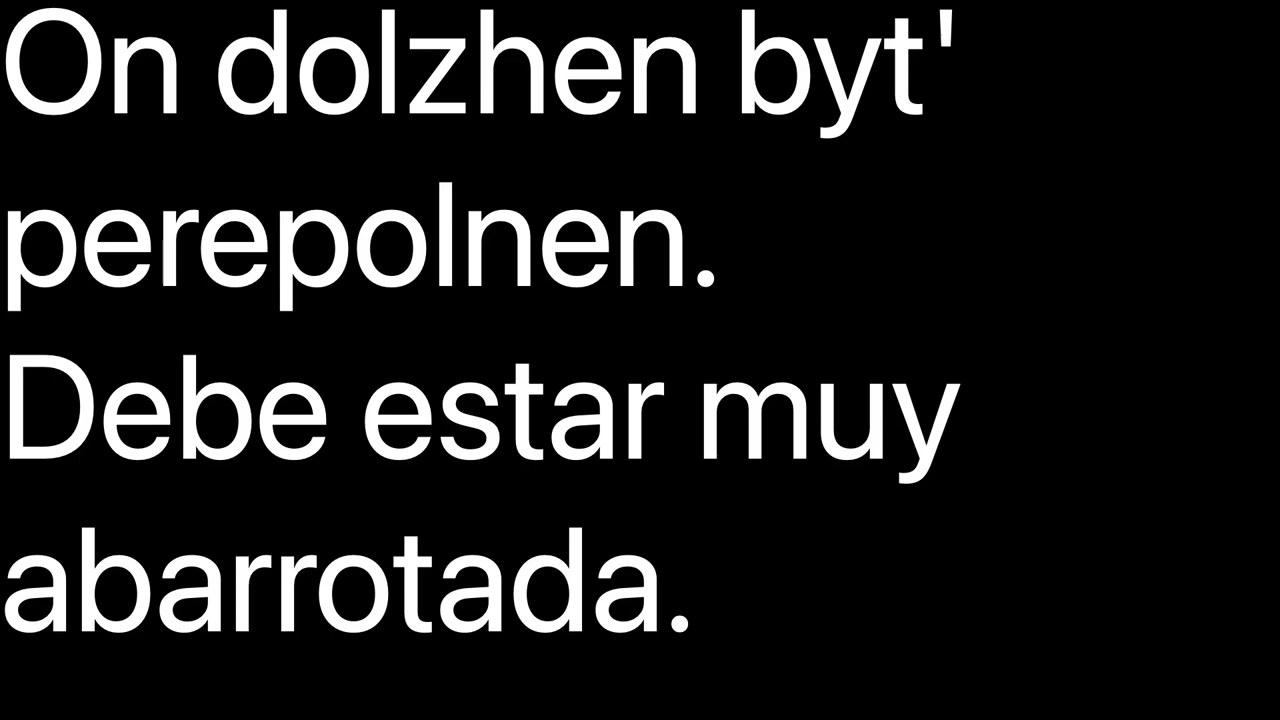 On dolzhen byt'
perepolnen.
Debe estar muy
abarrotada.